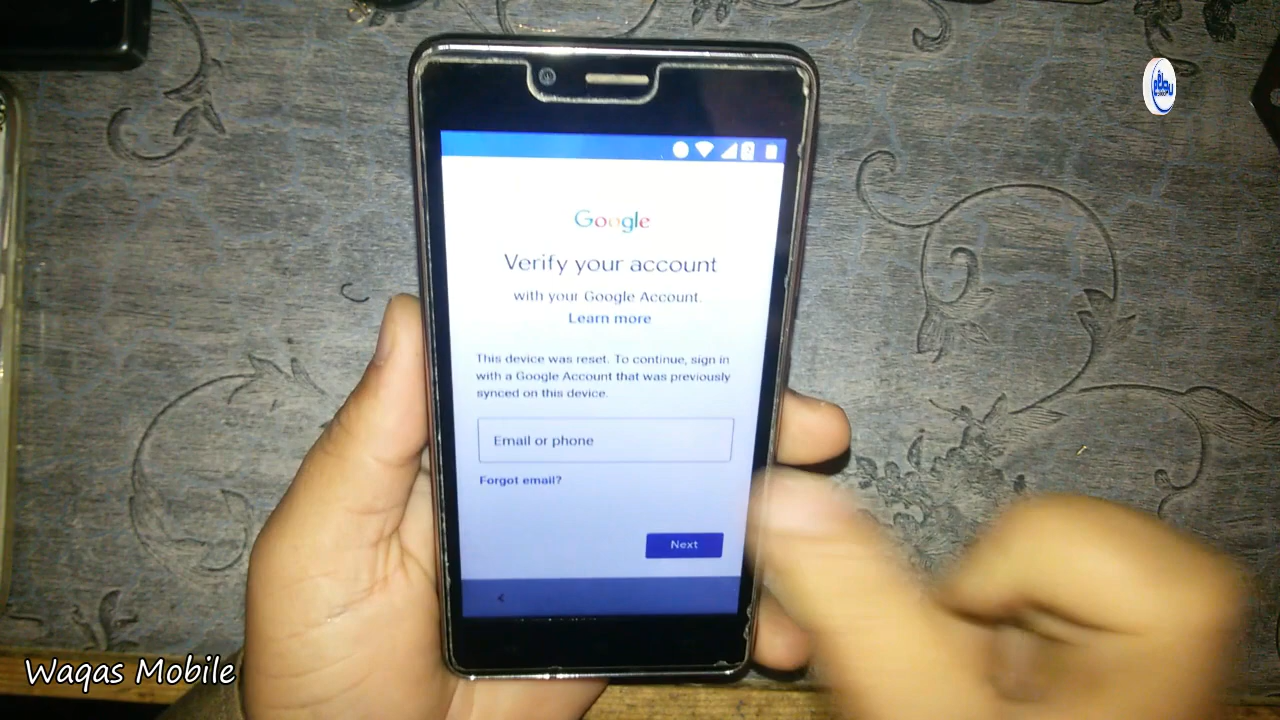 Google
Verify your account
with your Google Account.
Learn more
This device was reset. To continue, sign in
with a Google Account that was previously
synced on this device.
Email or phone
Forgot email?
Next
Waqas Mobile